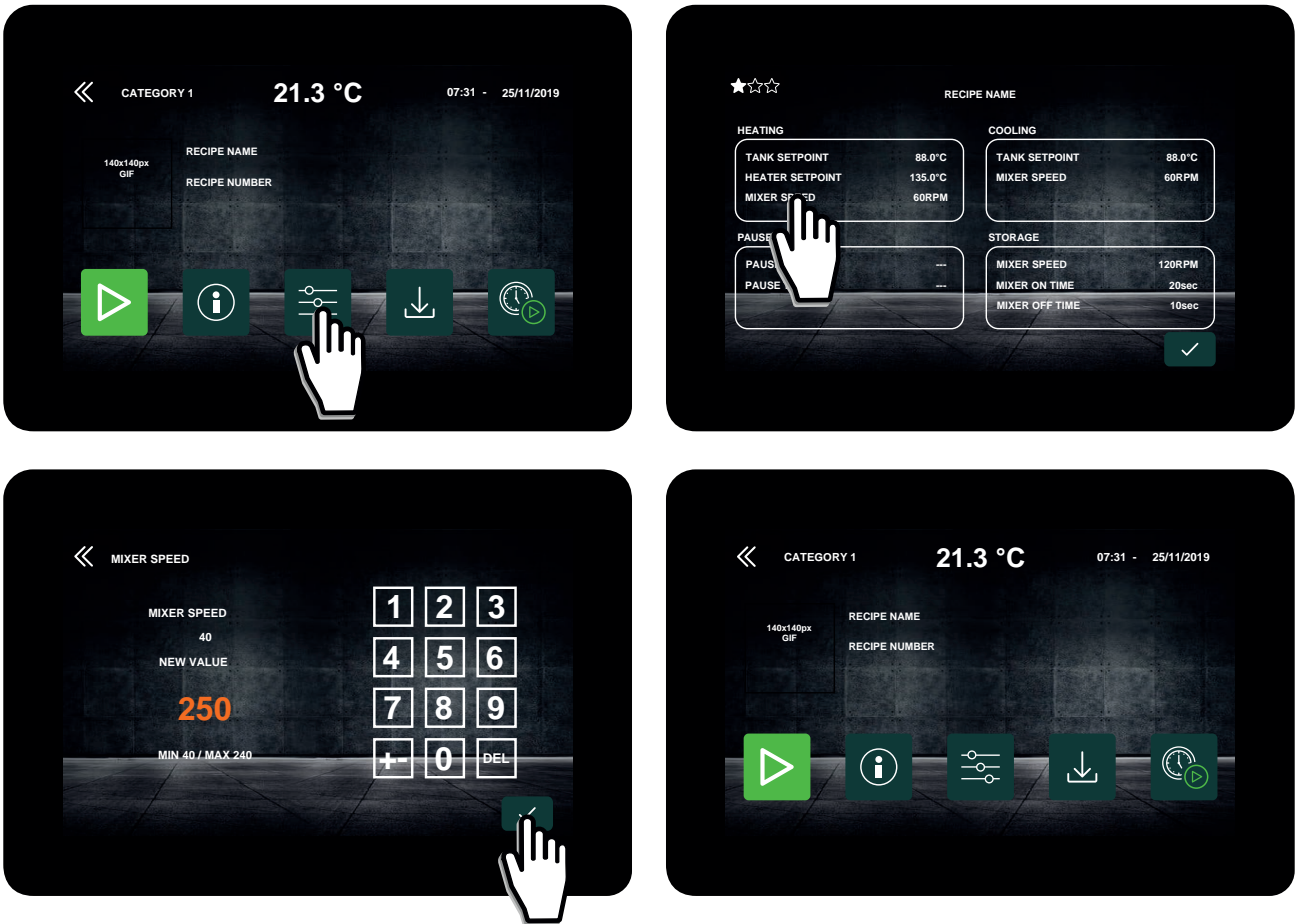 CATEGORY 1 21.3 °C 07:31 - 25/11/2019
140x140px
GIF
RECIPE NAME
RECIPE NUMBER
RECIPE NAME
HEATING
TANK SETPOINT 88.0°C
HEATER SETPOINT 135.0°C
MIXER SPEED 60RPM
COOLING
TANK SETPOINT 88.0°C
MIXER SPEED 60RPM
PAUSE
PAUSE ---
PAUSE ---
STORAGE
MIXER SPEED 120RPM
MIXER ON TIME 20sec
MIXER OFF TIME 10sec
MIXER SPEED
MIXER SPEED
40
NEW VALUE
250
MIN 40 / MAX 240
1 2 3
4 5 6
7 8 9
+- 0 DEL
CATEGORY 1 21.3 °C 07:31 - 25/11/2019
140x140px
GIF
RECIPE NAME
RECIPE NUMBER